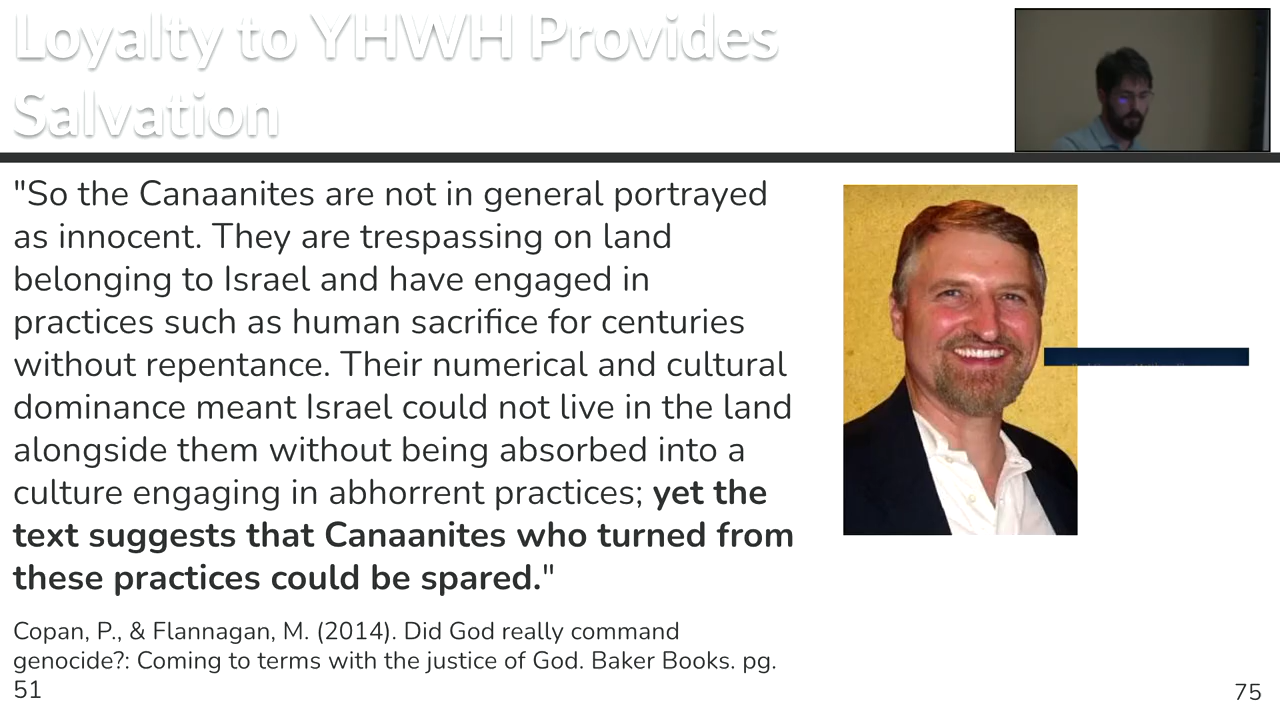 Loyalty to YHWH Provides
Salvation
"So the Canaanites are not in general portrayed
as innocent. They are trespassing on land
belonging to Israel and have engaged in
practices such as human sacrifice for centuries
without repentance. Their numerical and cultural
dominance meant Israel could not live in the land
alongside them without being absorbed into a
culture engaging in abhorrent practices; yet the
text suggests that Canaanites who turned from
these practices could be spared."
Copan, P., & Flannagan, M. (2014). Did God really command
genocide?: Coming to terms with the justice of God. Baker Books. pg.
51
75